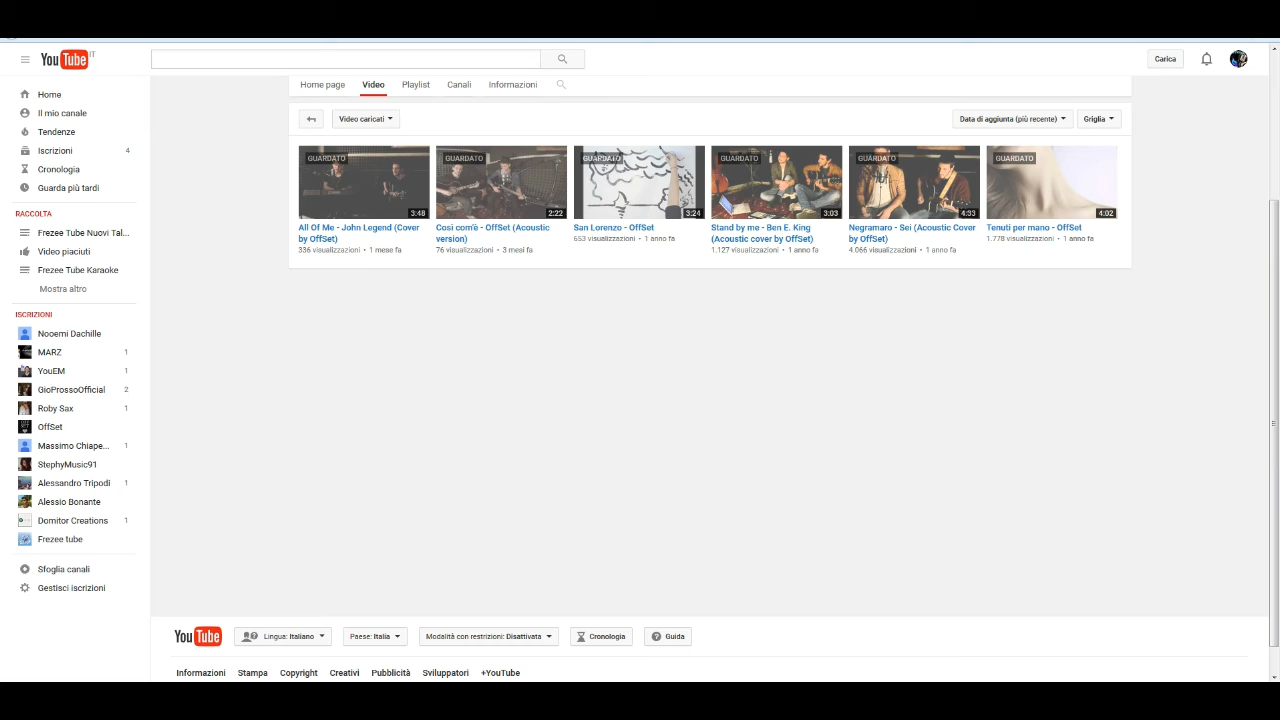 YouTube IT
Carica
Home
Il mio canale
Tendenze
Iscrizioni 4
Cronologia
Guarda più tardi
RACCOLTA
Frezee Tube Nuovi Tal...
Video piaciuti
Frezee Tube Karaoke
Mostra altro
ISCRIZIONI
Nooemi Dachille
MARZ 1
YouEM 1
GioProssoOfficial 2
Roby Sax 1
OffSet
Massimo Chiape... 1
StephyMusic91
Alessandro Tripodi 1
Alessio Bonante
Domitor Creations 1
Frezee tube
Sfoglia canali
Gestisci iscrizioni
Home page Video Playlist Canali Informazioni
Video caricati Data di aggiunta (più recente) Griglia
GUARDATO GUARDATO GUARDATO GUARDATO GUARDATO GUARDATO
3:48 2:22 3:24 3:03 4:33 4:02
All Of Me - John Legend (Cover
by OffSet)
336 visualizzazioni • 1 mese fa
Così com'è - OffSet (Acoustic
version)
76 visualizzazioni • 3 mesi fa
San Lorenzo - OffSet
653 visualizzazioni • 1 anno fa
Stand by me - Ben E. King
(Acoustic cover by OffSet)
1.127 visualizzazioni • 1 anno fa
Negramaro - Sei (Acoustic Cover
by OffSet)
4.066 visualizzazioni • 1 anno fa
Tenuti per mano - OffSet
1.778 visualizzazioni • 1 anno fa
YouTube Lingua: Italiano Paese: Italia Modalità con restrizioni: Disattivata Cronologia Guida
Informazioni Stampa Copyright Creativi Pubblicità Sviluppatori +YouTube